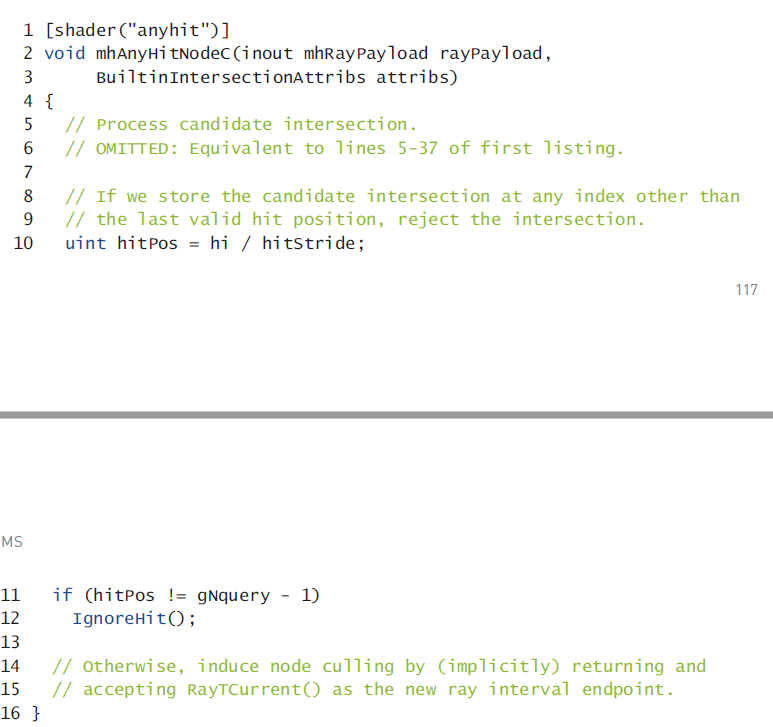 1 [shader("anyhit")]
2 void mhAnyHitNodeC(inout mhRayPayload rayPayload,
3      BuiltinIntersectionAttribs attribs)
4 {
5   // Process candidate intersection.
6   // OMITTED: Equivalent to lines 5-37 of first listing.
7
8   // If we store the candidate intersection at any index other than
9   // the last valid hit position, reject the intersection.
10   uint hitPos = hi / hitStride;
117
MS
11   if (hitPos != gNquery - 1)
12     IgnoreHit();
13
14   // Otherwise, induce node culling by (implicitly) returning and
15   // accepting RayTCurrent() as the new ray interval endpoint.
16 }